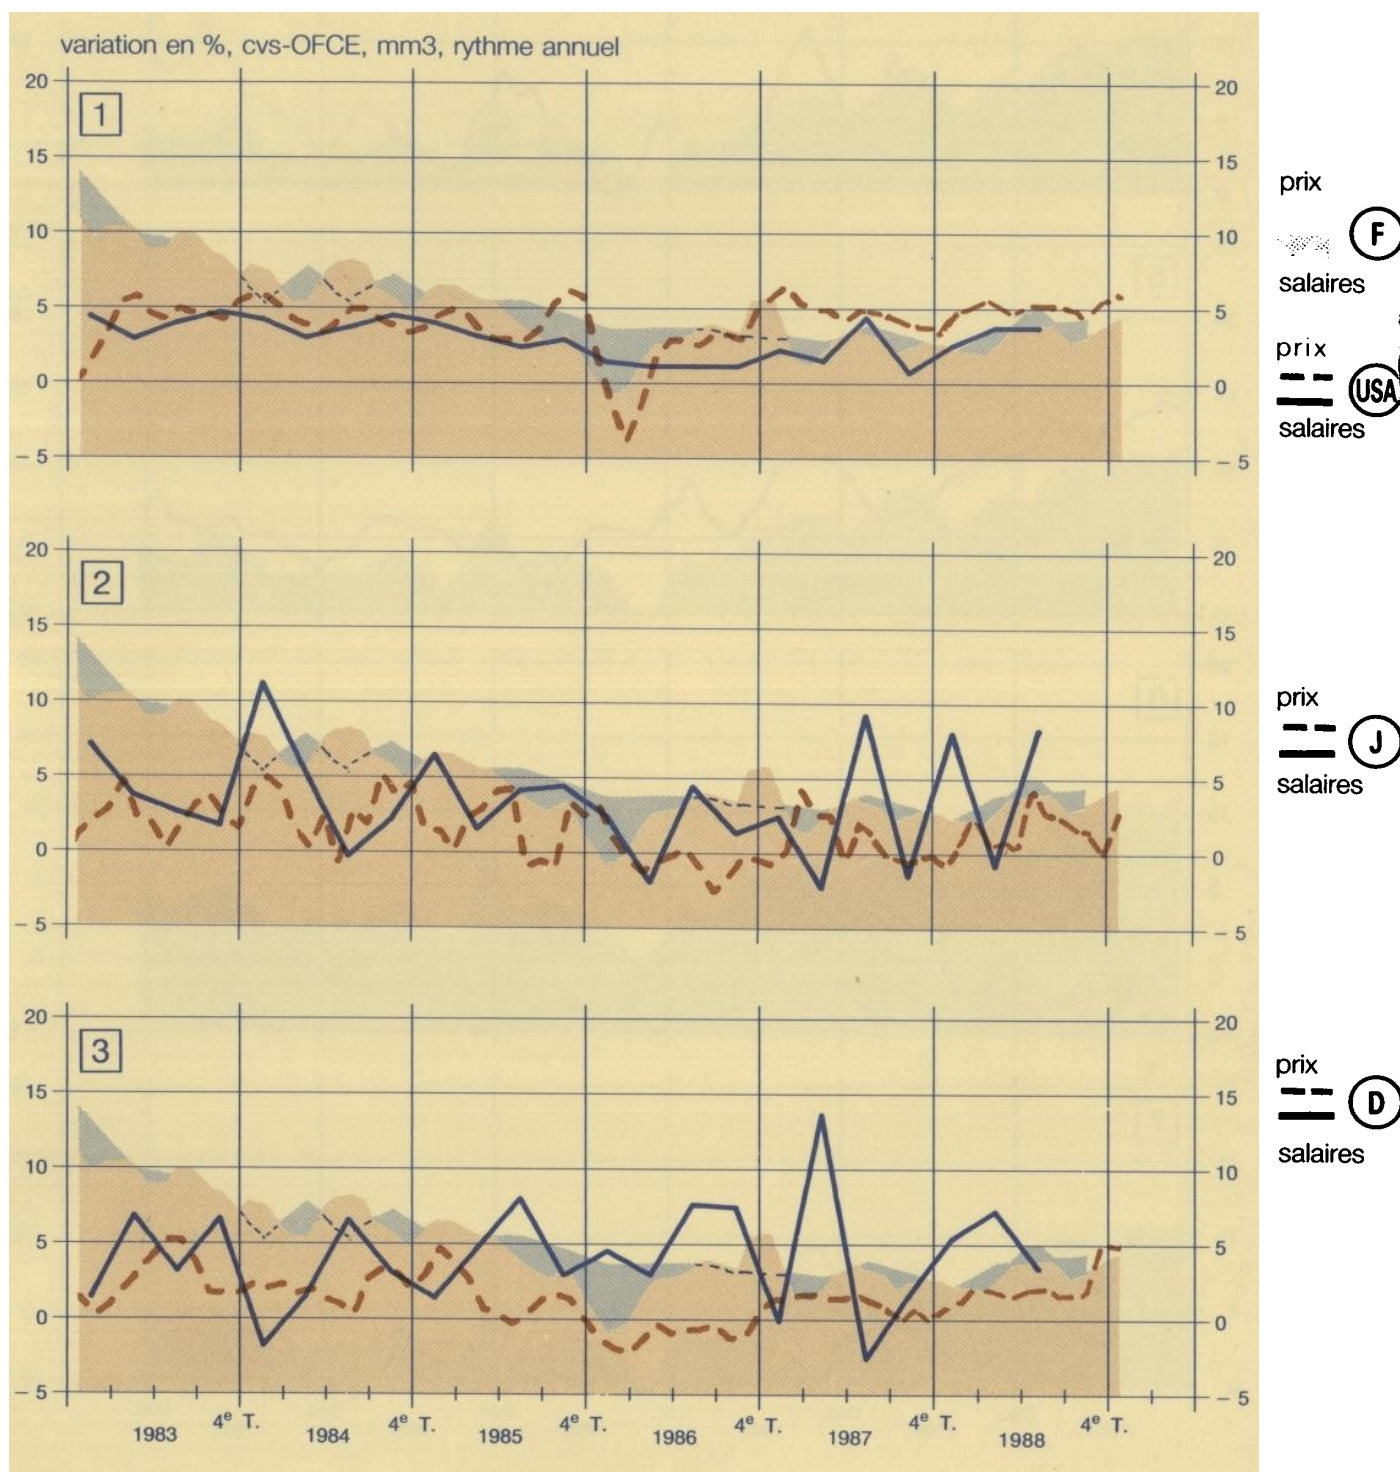 variation en %, cvs-OFCE, mm3, rythme annuel
1
20 20
15 15
10 10
5 5
0 0
– 5 – 5
prix
F
salaires
prix
USA
salaires
2
20 20
15 15
10 10
5 5
0 0
– 5 – 5
prix
J
salaires
3
20 20
15 15
10 10
5 5
0 0
– 5 – 5
prix
D
salaires
4e T. 4e T. 4e T. 4e T. 4e T. 4e T.
1983 1984 1985 1986 1987 1988